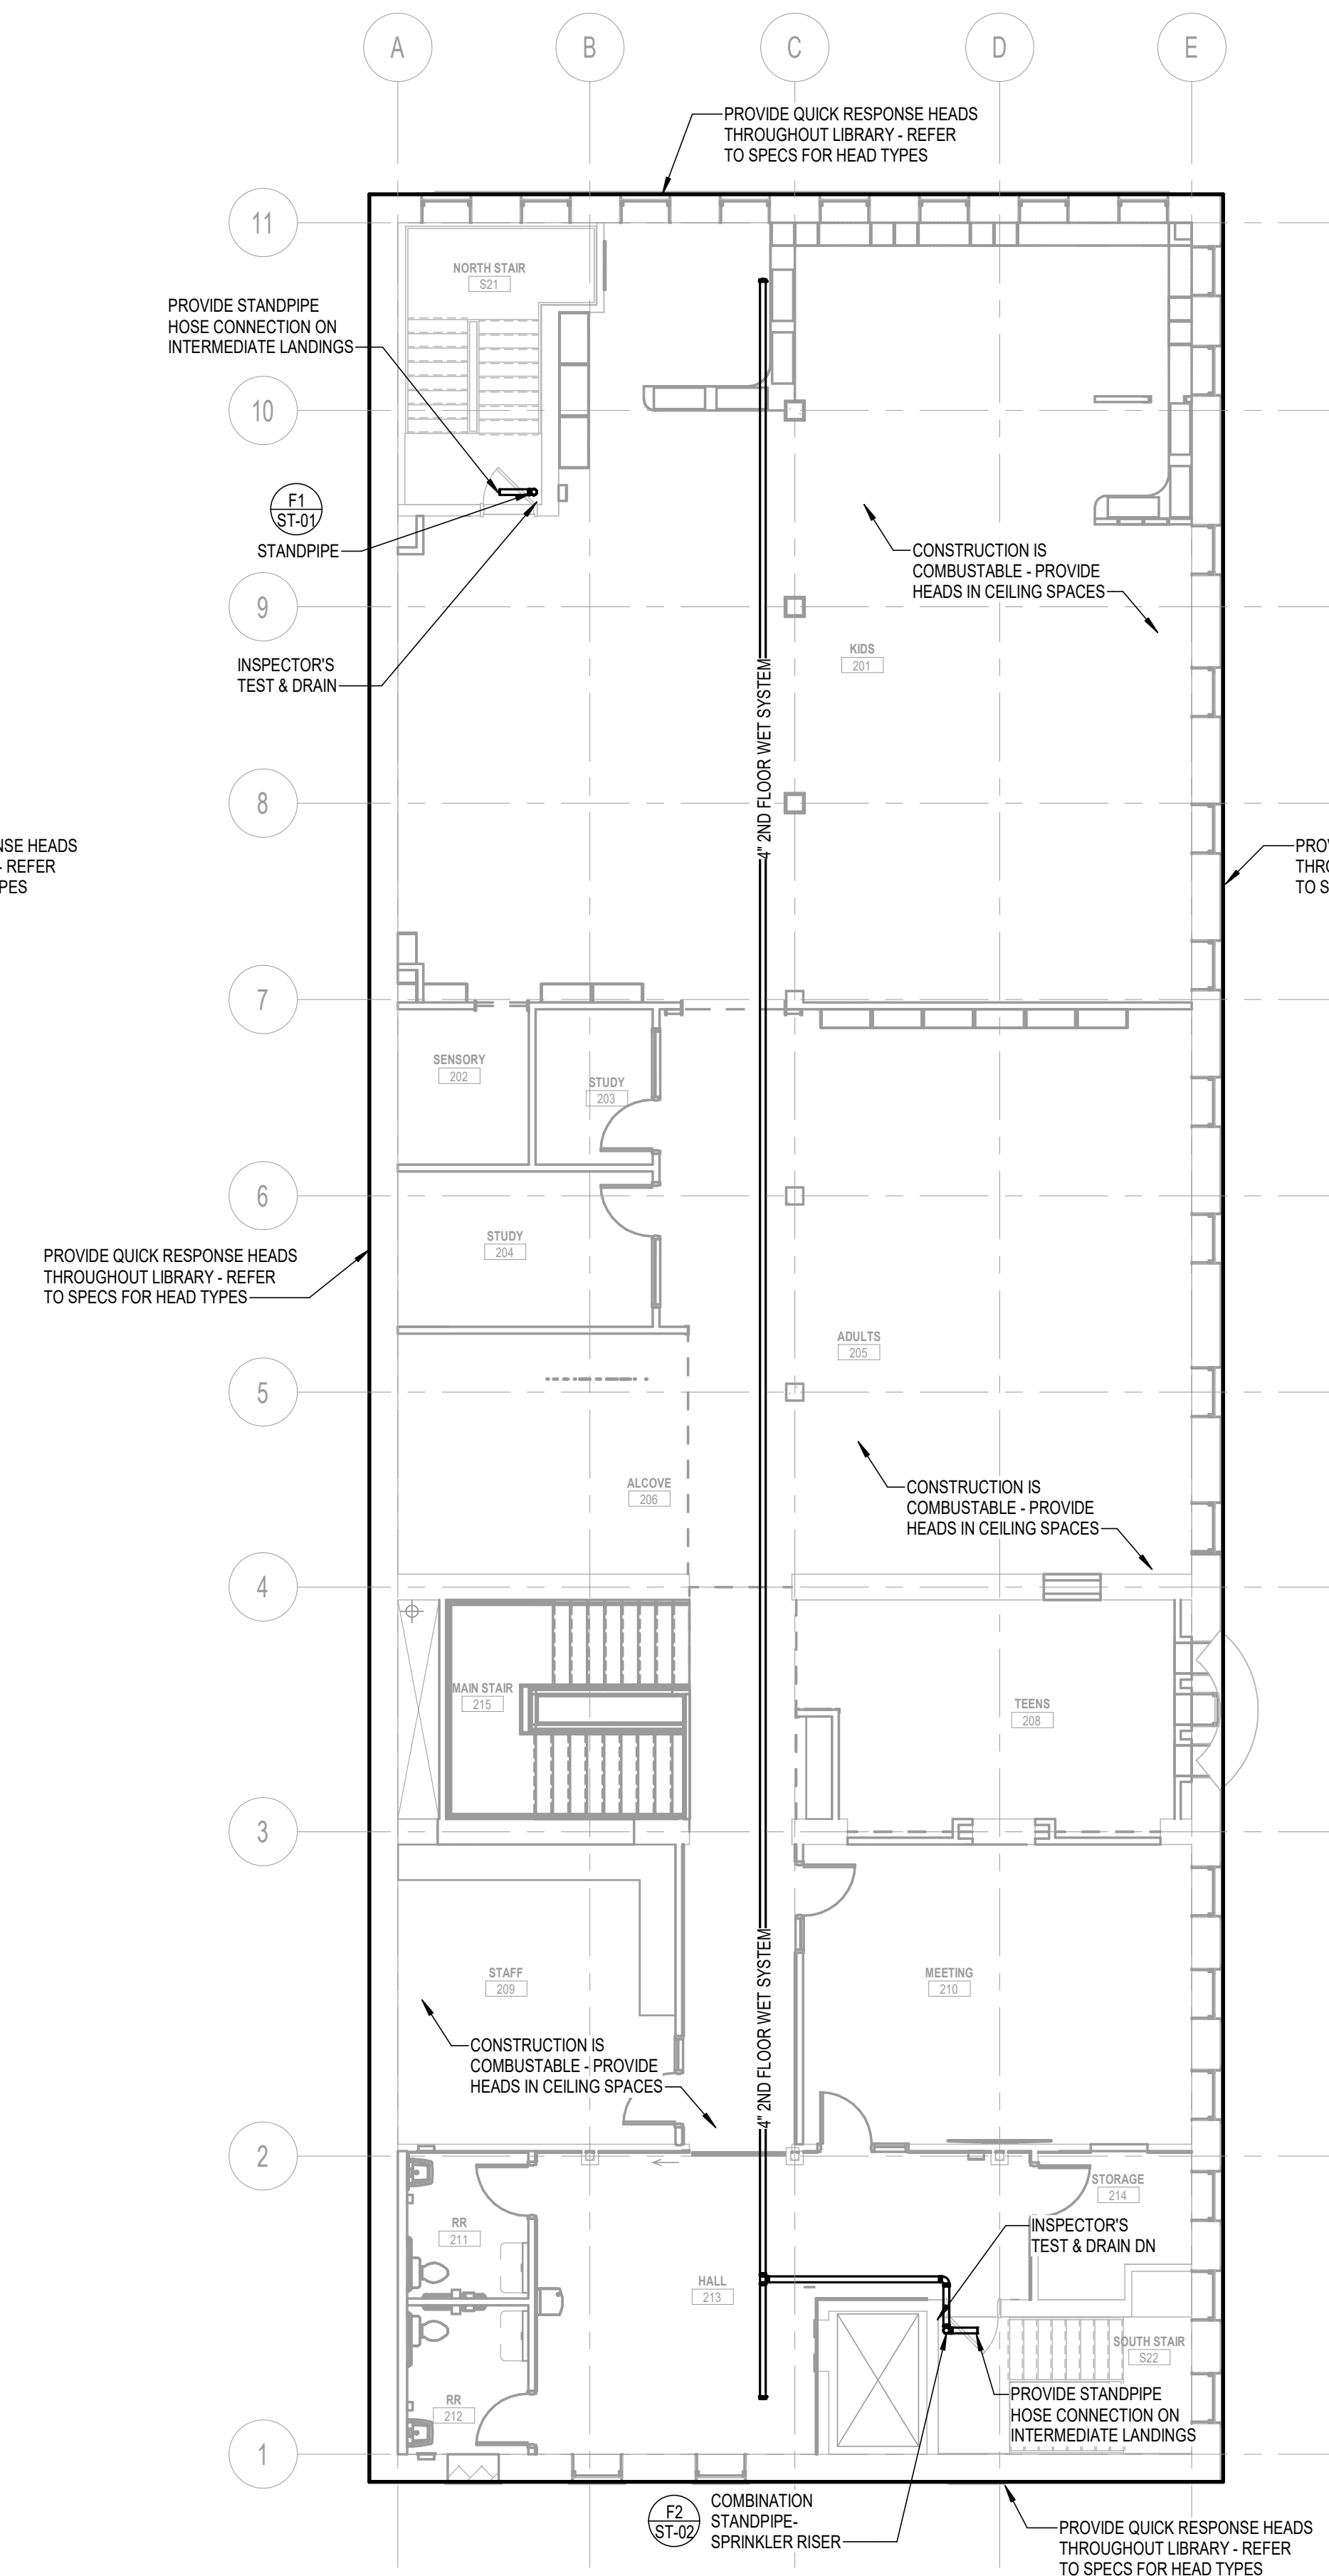 A
B
C
D
E
PROVIDE QUICK RESPONSE HEADS
THROUGHOUT LIBRARY - REFER
TO SPECS FOR HEAD TYPES
11
NORTH STAIR
S21
PROVIDE STANDPIPE
HOSE CONNECTION ON
INTERMEDIATE LANDINGS
10
F1
ST-01
STANDPIPE
CONSTRUCTION IS
COMBUSTABLE - PROVIDE
HEADS IN CEILING SPACES
9
INSPECTOR'S
TEST & DRAIN
KIDS
201
4" 2ND FLOOR WET SYSTEM
8
NSE HEADS
- REFER
PES
PROV
THRO
TO S
7
SENSORY
202
STUDY
203
6
STUDY
204
PROVIDE QUICK RESPONSE HEADS
THROUGHOUT LIBRARY - REFER
TO SPECS FOR HEAD TYPES
ADULTS
205
5
ALCOVE
206
CONSTRUCTION IS
COMBUSTABLE - PROVIDE
HEADS IN CEILING SPACES
4
MAIN STAIR
215
TEENS
208
3
STAFF
209
MEETING
210
4" 2ND FLOOR WET SYSTEM
CONSTRUCTION IS
COMBUSTABLE - PROVIDE
HEADS IN CEILING SPACES
2
STORAGE
214
RR
211
INSPECTOR'S
TEST & DRAIN DN
HALL
213
SOUTH STAIR
S22
RR
212
PROVIDE STANDPIPE
HOSE CONNECTION ON
INTERMEDIATE LANDINGS
1
F2
ST-02
COMBINATION
STANDPIPE-
SPRINKLER RISER
PROVIDE QUICK RESPONSE HEADS
THROUGHOUT LIBRARY - REFER
TO SPECS FOR HEAD TYPES